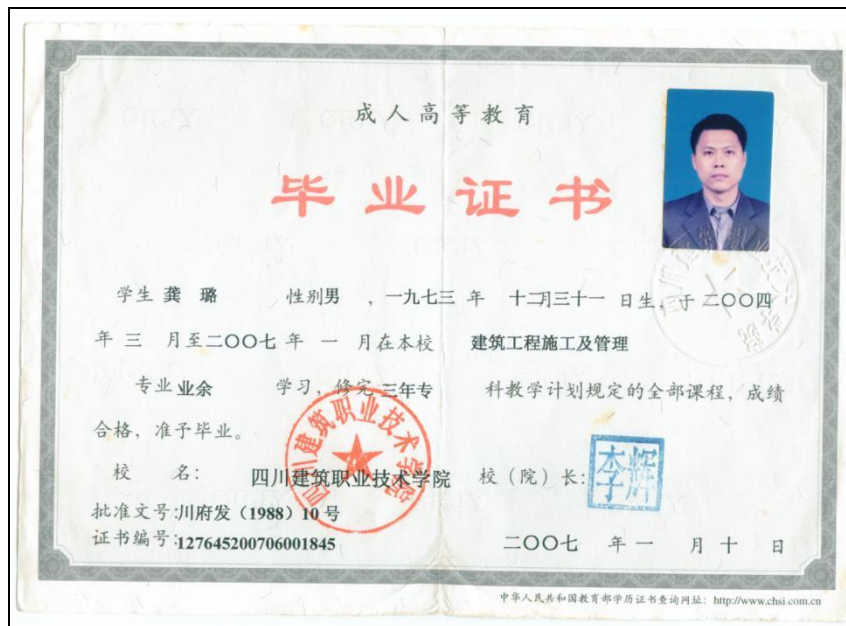 成人高等教育
毕业证书
学生 龚 璐 性别男 ，一九七三 年 十二月三十一 日生，于 二〇〇四
年 三 月至二〇〇七 年 一 月在本校 建筑工程施工及管理
专业 业余 学习，修完 三年专 科教学计划规定的全部课程，成绩
合格，准予毕业。
校 名： 四川建筑职业技术学院 校（院）长：李辉
四川建筑职业技术学院
批准文号:川府发（1988）10 号
证书编号:127645200706001845
二〇〇七 年 一 月 十 日
中华人民共和国教育部学历证书查询网址：http://www.chsi.com.cn